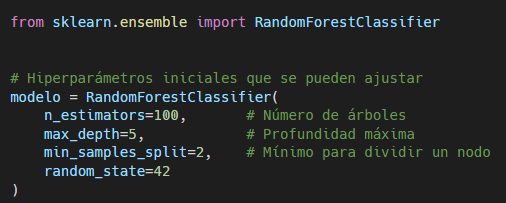 from sklearn.ensemble import RandomForestClassifier
# Hiperparámetros iniciales que se pueden ajustar
modelo = RandomForestClassifier(
    n_estimators=100,       # Número de árboles
    max_depth=5,            # Profundidad máxima
    min_samples_split=2,    # Mínimo para dividir un nodo
    random_state=42
)